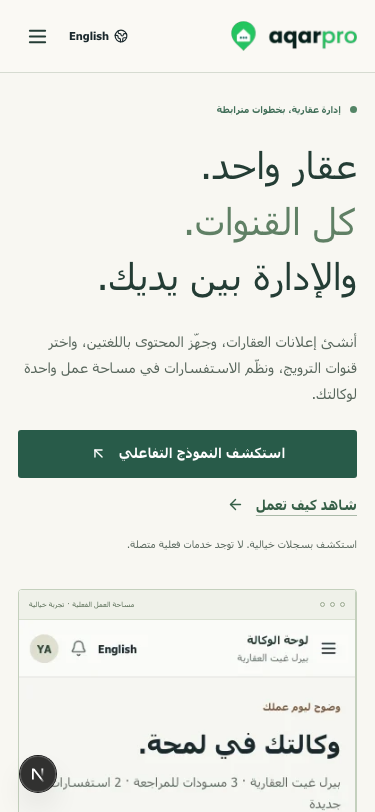 aqarpro
English
إدارة عقارية، بخطوات مترابطة
عقار واحد.
كل القنوات.
والإدارة بين يديك.
أنشئ إعلانات العقارات، وجهّز المحتوى باللغتين، واختر
قنوات الترويج، ونظّم الاستفسارات في مساحة عمل واحدة
لوكالتك.
استكشف النموذج التفاعلي
شاهد كيف تعمل
استكشف بسجلات خيالية. لا توجد خدمات فعلية متصلة.
مساحة العمل الفعلية · تجربة خيالية
لوحة الوكالة
بيرل غيت العقارية
English
YA
وضوح ليوم عملك
وكالتك في لمحة.
بيرل غيت العقارية · 3 مسودات للمراجعة · 2 استفسارات
جديدة
N